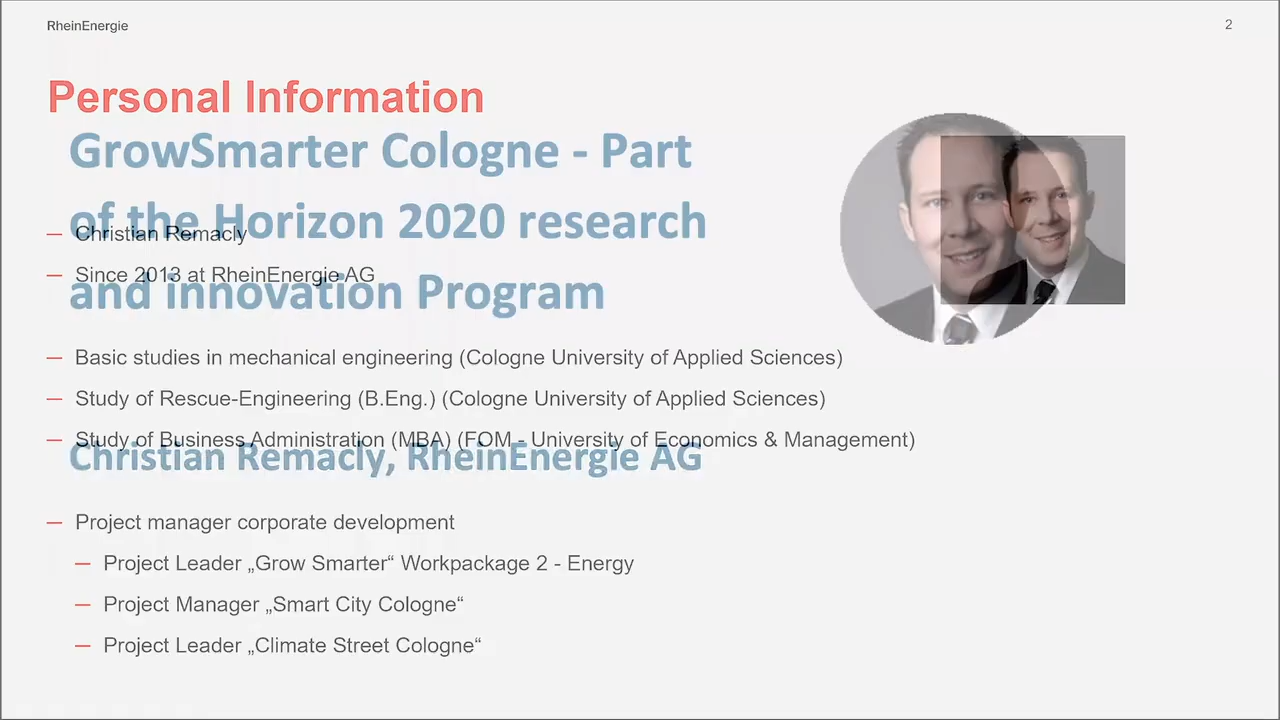 RheinEnergie
2
Personal Information
GrowSmarter Cologne - Part
of the Horizon 2020 research
and innovation Program
— Christian Remacly
— Since 2013 at RheinEnergie AG
— Basic studies in mechanical engineering (Cologne University of Applied Sciences)
— Study of Rescue-Engineering (B.Eng.) (Cologne University of Applied Sciences)
— Study of Business Administration (MBA) (FOM - University of Economics & Management)
Christian Remacly, RheinEnergie AG
— Project manager corporate development
— Project Leader „Grow Smarter“ Workpackage 2 - Energy
— Project Manager „Smart City Cologne“
— Project Leader „Climate Street Cologne“